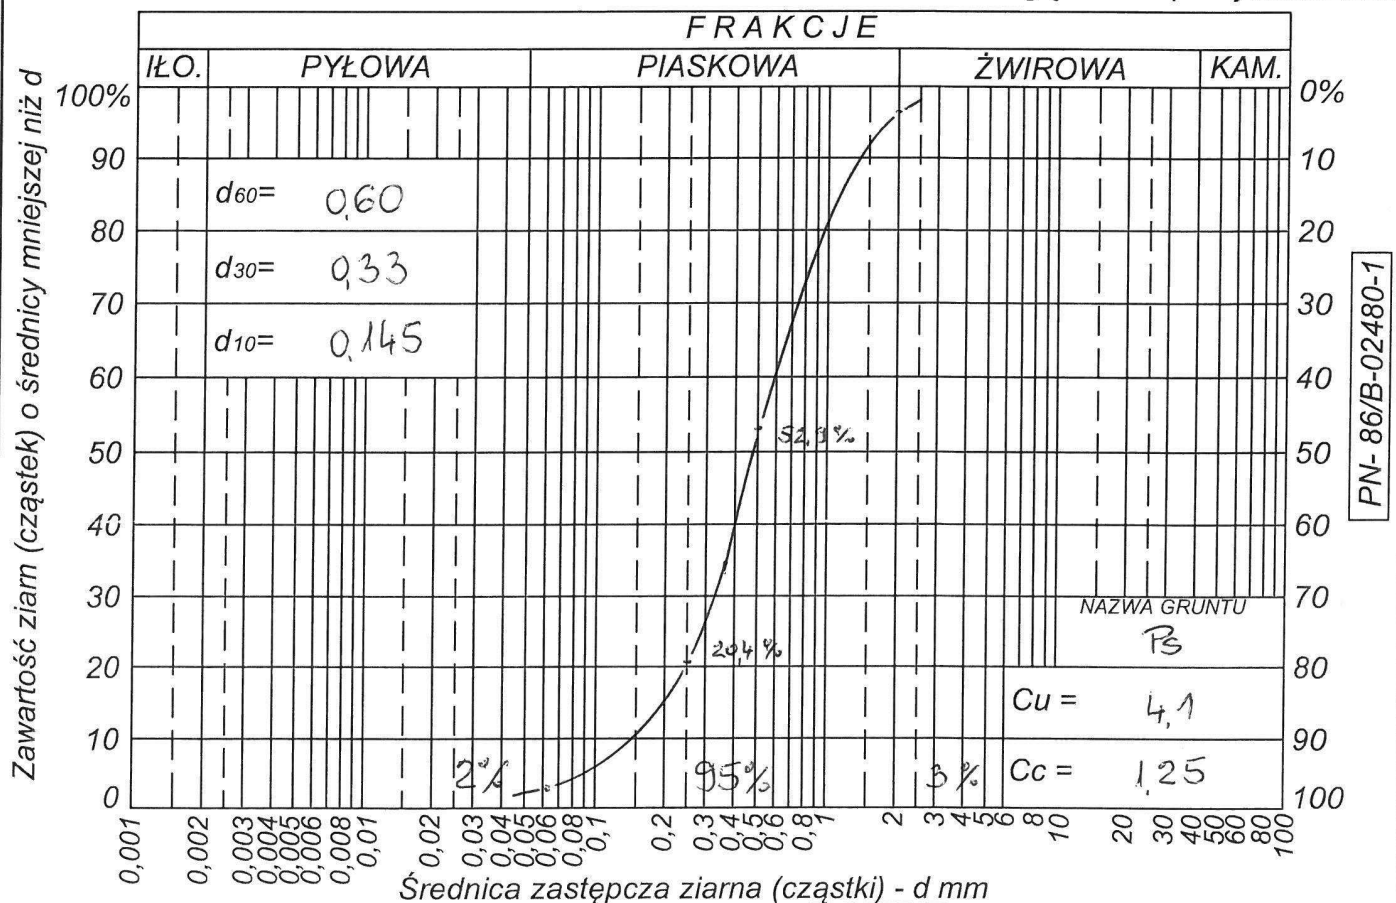 FRAKCJE
IŁO. PYŁOWA PIASKOWA ŻWIROWA KAM.
Zawartość ziarn (cząstek) o średnicy mniejszej niż d
100% 0%
90 10
d60= 0,60
80 20
d30= 0,33
70 30
d10= 0,145
60 40
52,9%
50 50
40 60
30 70
NAZWA GRUNTU
Ps
20,4%
20 80
Cu = 4,1
10 90
2% 95% 3% Cc = 1,25
0 100
PN- 86/B-02480-1
0,001 0,002 0,003 0,004 0,005 0,006 0,008 0,01 0,02 0,03 0,04 0,05 0,06 0,08 0,1 0,2 0,3 0,4 0,5 0,6 0,8 1 2 3 4 5 6 10 20 30 40 50 60 80 100
Średnica zastępcza ziarna (cząstki) - d mm